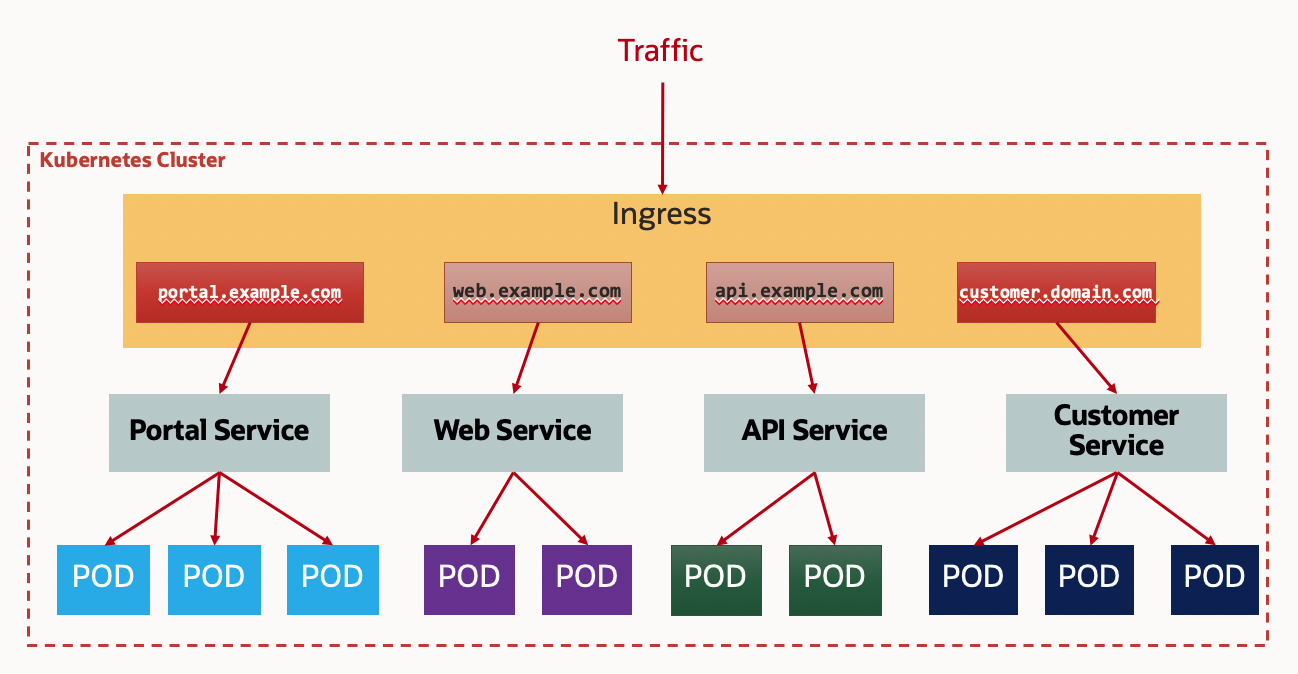 Traffic
Kubernetes Cluster
Ingress
portal.example.com
web.example.com
api.example.com
customer.domain.com
Portal Service
Web Service
API Service
Customer
Service
POD
POD
POD
POD
POD
POD
POD
POD
POD
POD